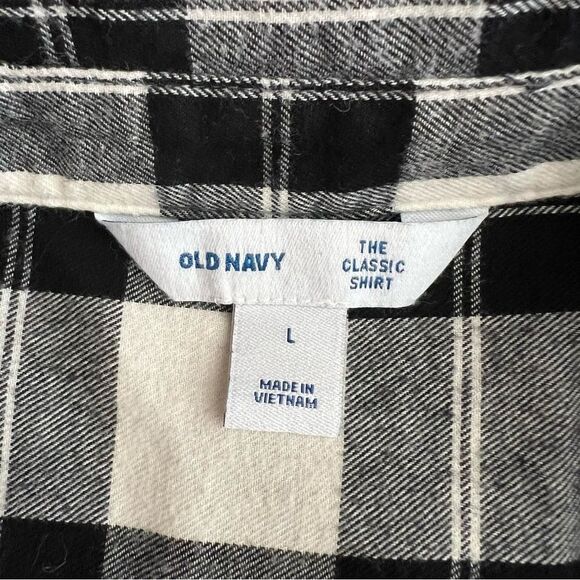 OLD NAVY
THE
CLASSIC
SHIRT
L
MADE IN
VIETNAM